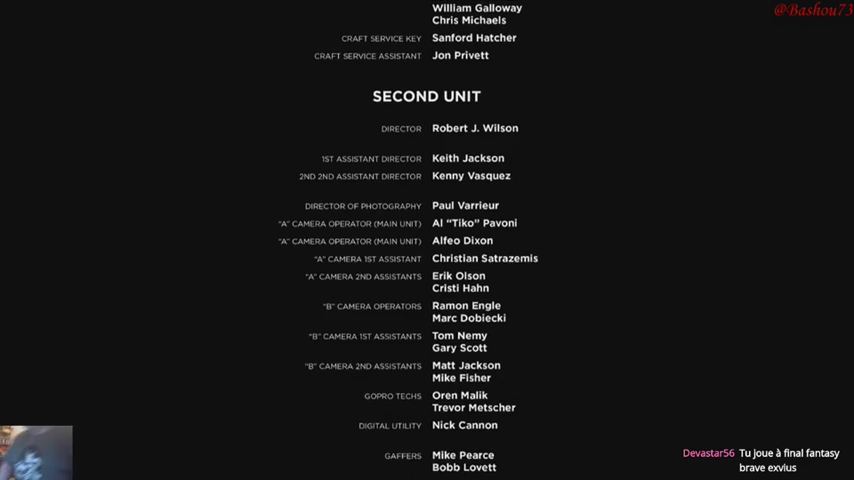 @Bashou73
William Galloway
Chris Michaels
CRAFT SERVICE KEY Sanford Hatcher
CRAFT SERVICE ASSISTANT Jon Privett
SECOND UNIT
DIRECTOR Robert J. Wilson
1ST ASSISTANT DIRECTOR Keith Jackson
2ND 2ND ASSISTANT DIRECTOR Kenny Vasquez
DIRECTOR OF PHOTOGRAPHY Paul Varrieur
"A" CAMERA OPERATOR (MAIN UNIT) Al "Tiko" Pavoni
"A" CAMERA OPERATOR (MAIN UNIT) Alfeo Dixon
"A" CAMERA 1ST ASSISTANT Christian Satrazemis
"A" CAMERA 2ND ASSISTANTS Erik Olson
Cristi Hahn
"B" CAMERA OPERATORS Ramon Engle
Marc Dobiecki
"B" CAMERA 1ST ASSISTANTS Tom Nemy
Gary Scott
"B" CAMERA 2ND ASSISTANTS Matt Jackson
Mike Fisher
GOPRO TECHS Oren Malik
Trevor Metscher
DIGITAL UTILITY Nick Cannon
GAFFERS Mike Pearce
Bobb Lovett
Devastar56 Tu joue à final fantasy
brave exvius